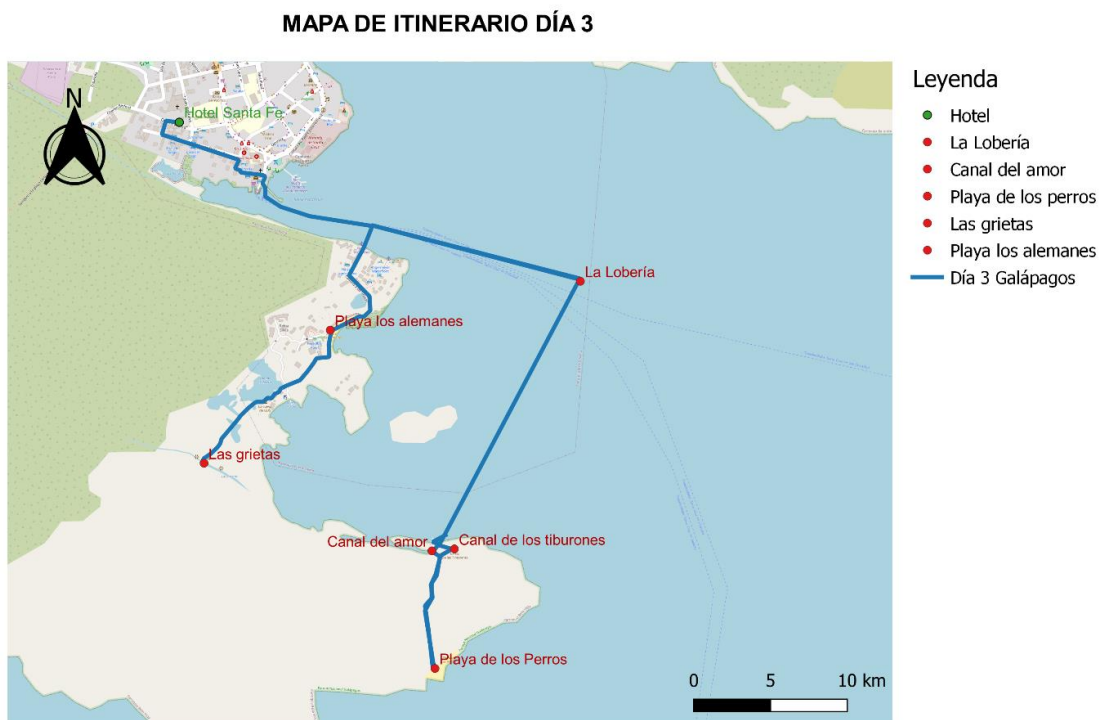 MAPA DE ITINERARIO DÍA 3
N
Hotel Santa Fe
La Lobería
Playa los alemanes
Las grietas
Canal del amor
Canal de los tiburones
Playa de los Perros
0 5 10 km
Leyenda
Hotel
La Lobería
Canal del amor
Playa de los perros
Las grietas
Playa los alemanes
Día 3 Galápagos